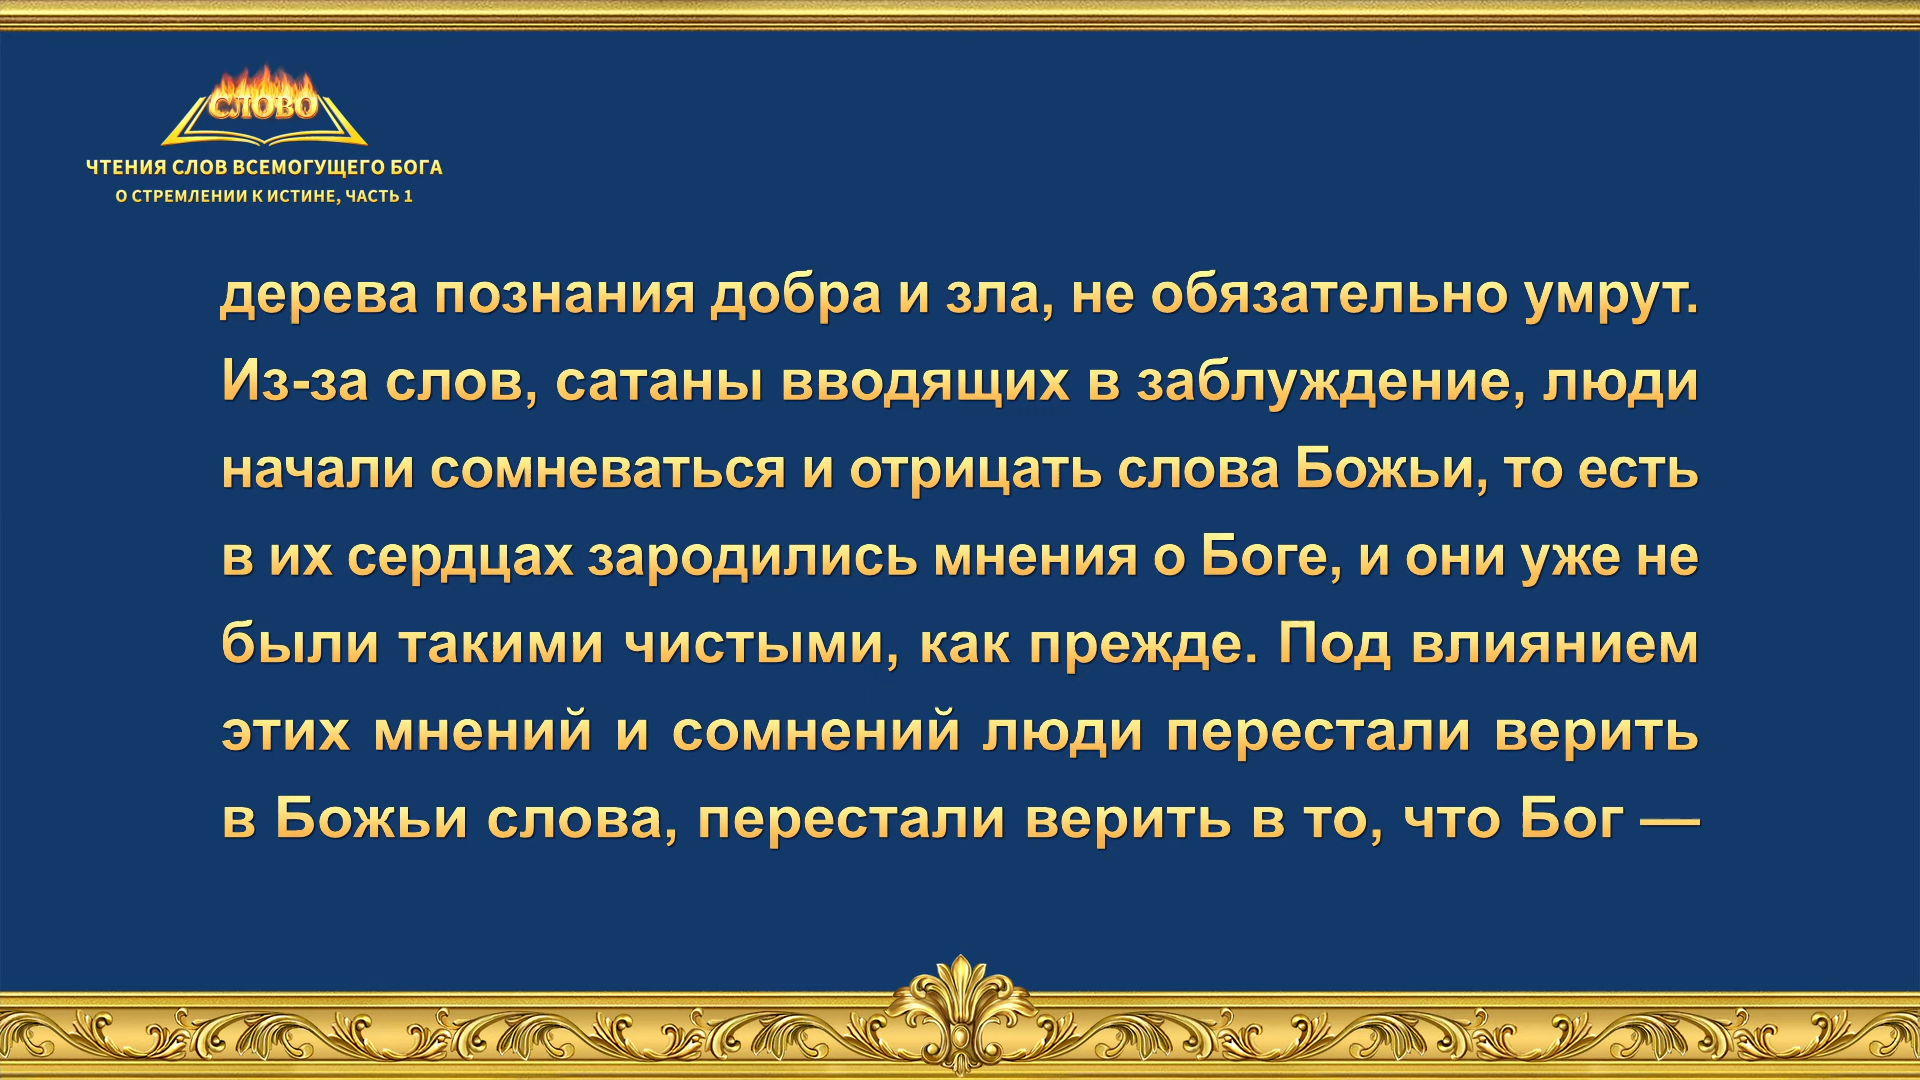 СЛОВО
ЧТЕНИЯ СЛОВ ВСЕМОГУЩЕГО БОГА
О СТРЕМЛЕНИИ К ИСТИНЕ, ЧАСТЬ 1
дерева познания добра и зла, не обязательно умрут.
Из-за слов, сатаны вводящих в заблуждение, люди
начали сомневаться и отрицать слова Божьи, то есть
в их сердцах зародились мнения о Боге, и они уже не
были такими чистыми, как прежде. Под влиянием
этих мнений и сомнений люди перестали верить
в Божьи слова, перестали верить в то, что Бог —